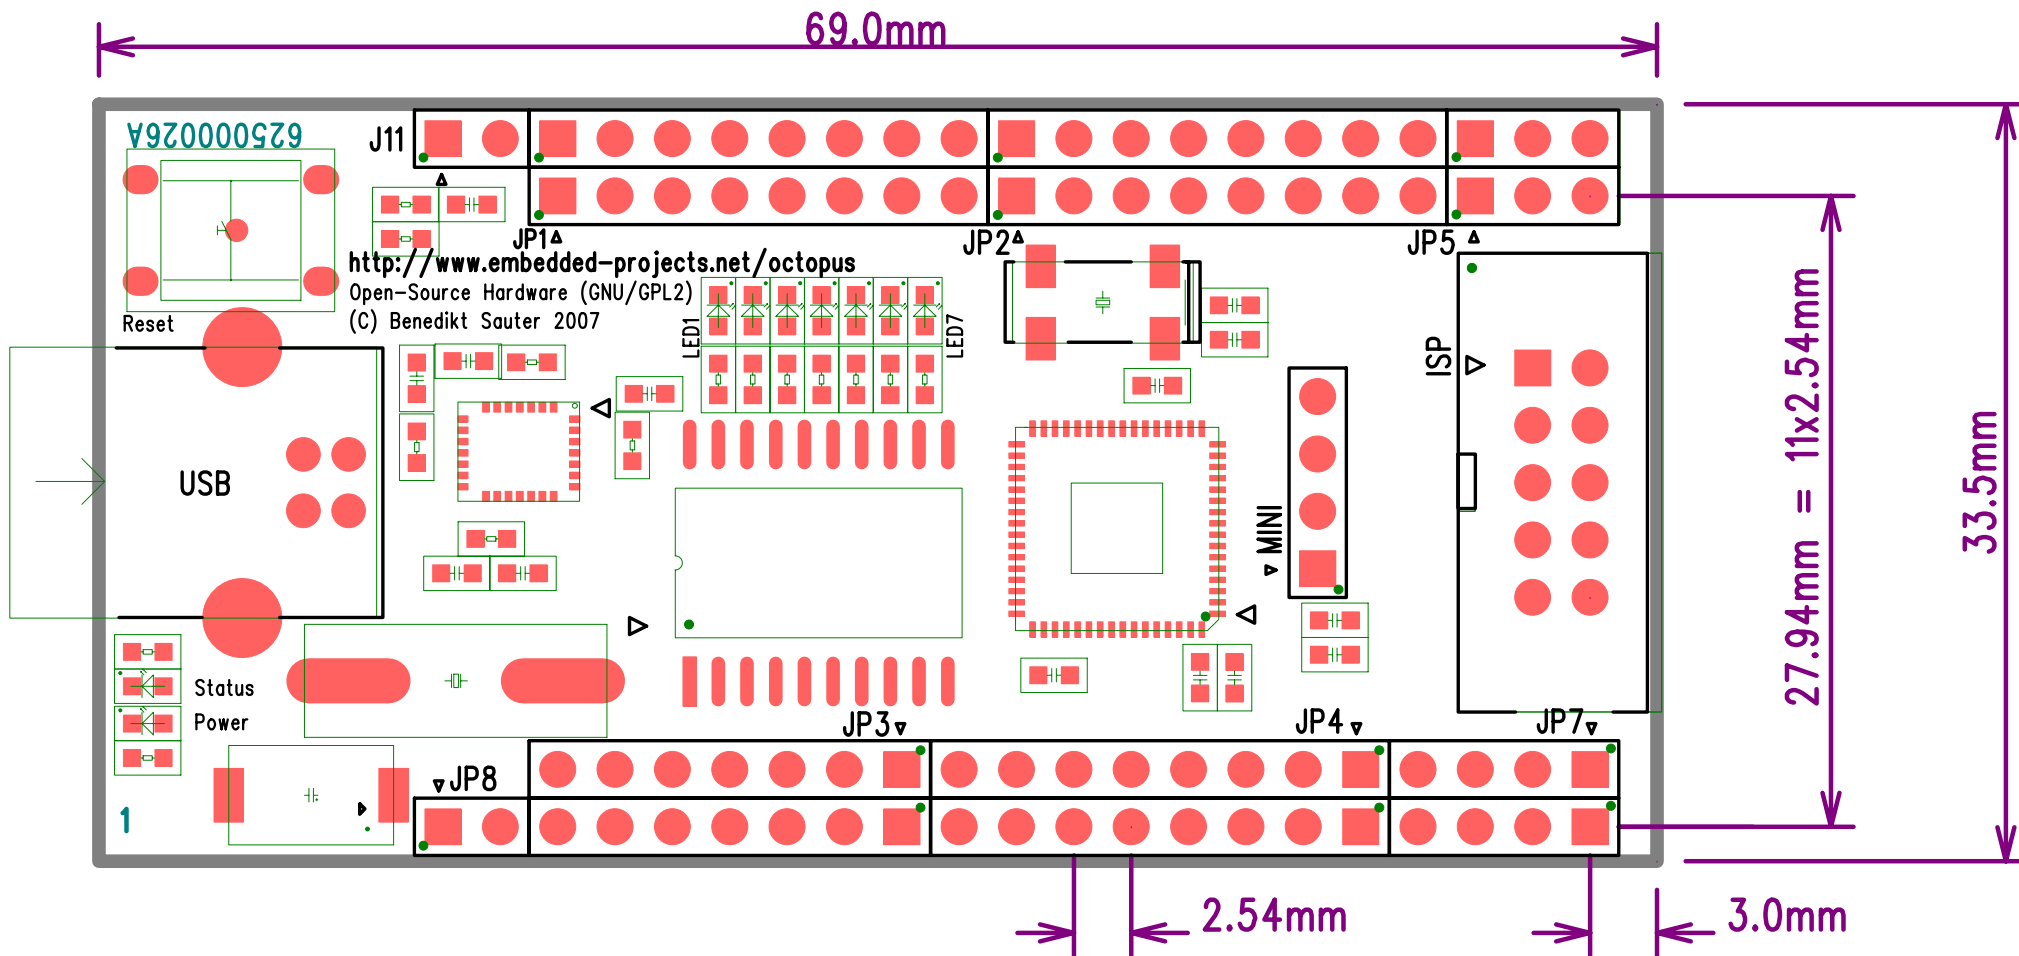 69.0mm
62500026A
J11
JP1
JP2
JP5
http://www.embedded-projects.net/octopus
Open-Source Hardware (GNU/GPL2)
(C) Benedikt Sauter 2007
Reset
LED1
LED7
ISP
USB
MINI
27.94mm = 11x2.54mm
33.5mm
Status
Power
JP3
JP4
JP7
JP8
1
2.54mm
3.0mm